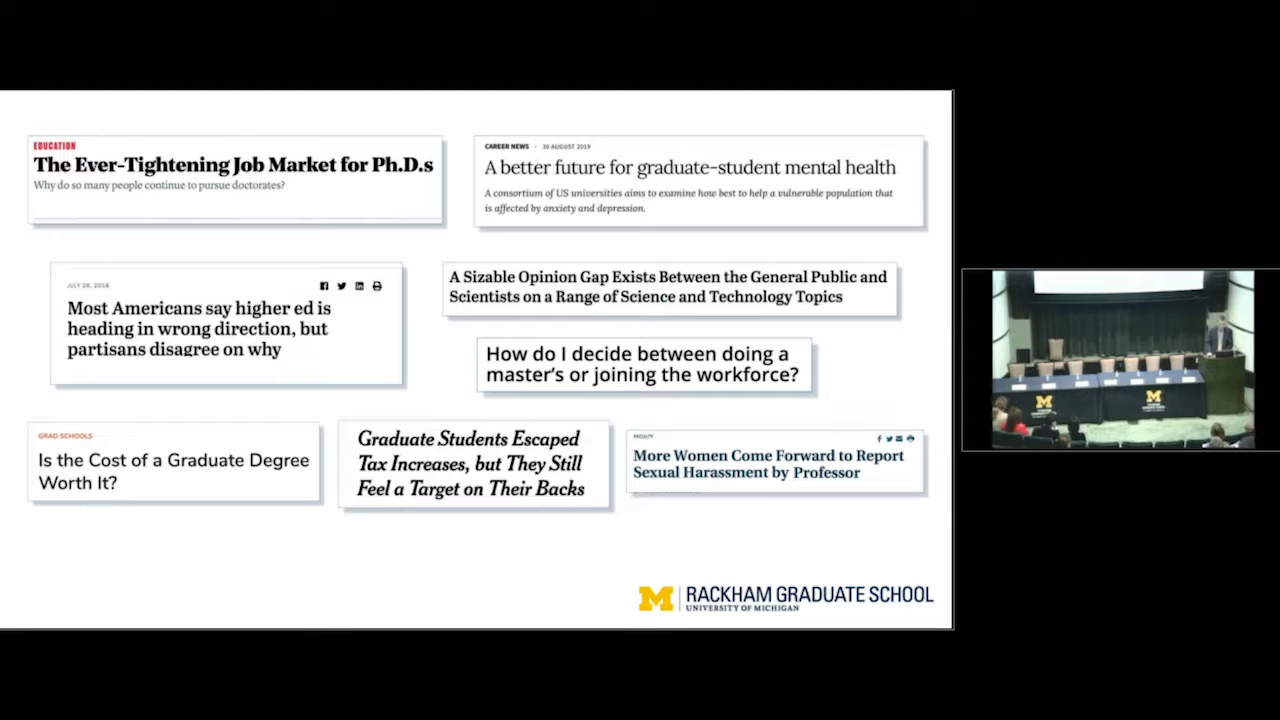 EDUCATION
The Ever-Tightening Job Market for Ph.D.s
Why do so many people continue to pursue doctorates?
CAREER NEWS · 30 AUGUST 2019
A better future for graduate-student mental health
A consortium of US universities aims to examine how best to help a vulnerable population that
is affected by anxiety and depression.
JULY 26, 2018
Most Americans say higher ed is
heading in wrong direction, but
partisans disagree on why
A Sizable Opinion Gap Exists Between the General Public and
Scientists on a Range of Science and Technology Topics
How do I decide between doing a
master's or joining the workforce?
GRAD SCHOOLS
Is the Cost of a Graduate Degree
Worth It?
Graduate Students Escaped
Tax Increases, but They Still
Feel a Target on Their Backs
FACULTY
More Women Come Forward to Report
Sexual Harassment by Professor
M RACKHAM GRADUATE SCHOOL
UNIVERSITY OF MICHIGAN
M
M